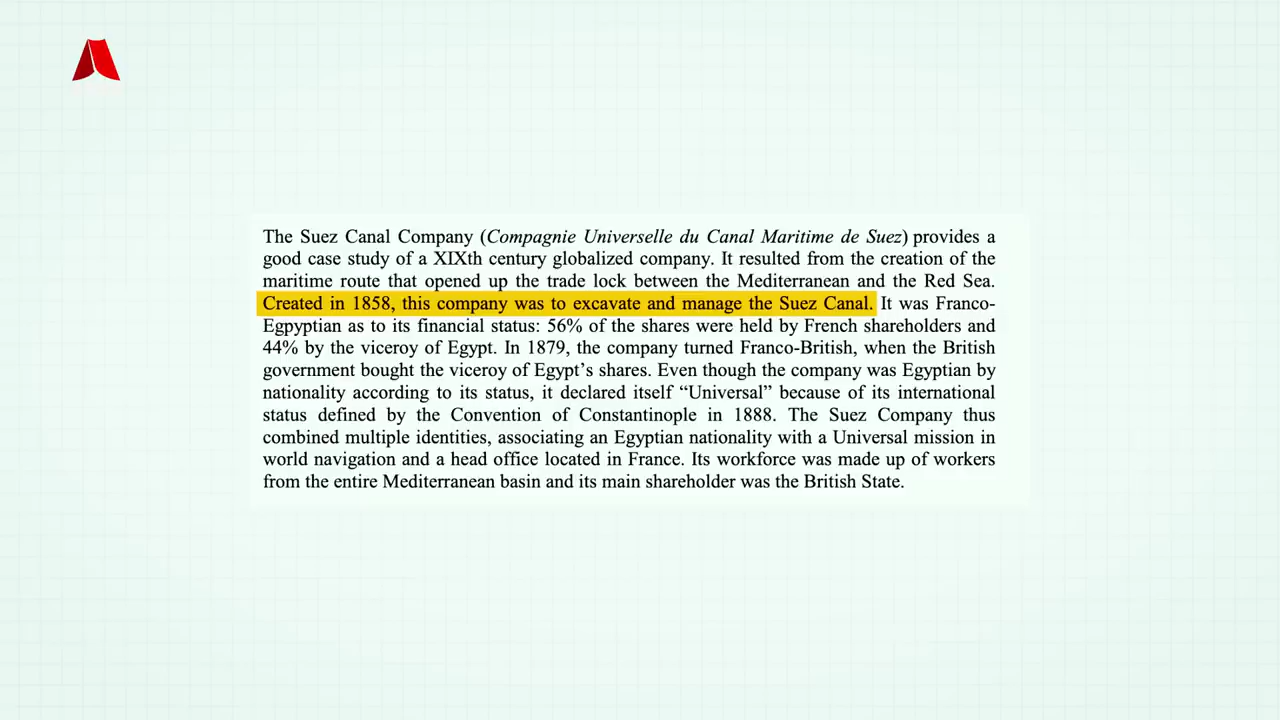 The Suez Canal Company (Compagnie Universelle du Canal Maritime de Suez) provides a
good case study of a XIXth century globalized company. It resulted from the creation of the
maritime route that opened up the trade lock between the Mediterranean and the Red Sea.
Created in 1858, this company was to excavate and manage the Suez Canal. It was Franco-
Egpyptian as to its financial status: 56% of the shares were held by French shareholders and
44% by the viceroy of Egypt. In 1879, the company turned Franco-British, when the British
government bought the viceroy of Egypt’s shares. Even though the company was Egyptian by
nationality according to its status, it declared itself “Universal” because of its international
status defined by the Convention of Constantinople in 1888. The Suez Company thus
combined multiple identities, associating an Egyptian nationality with a Universal mission in
world navigation and a head office located in France. Its workforce was made up of workers
from the entire Mediterranean basin and its main shareholder was the British State.